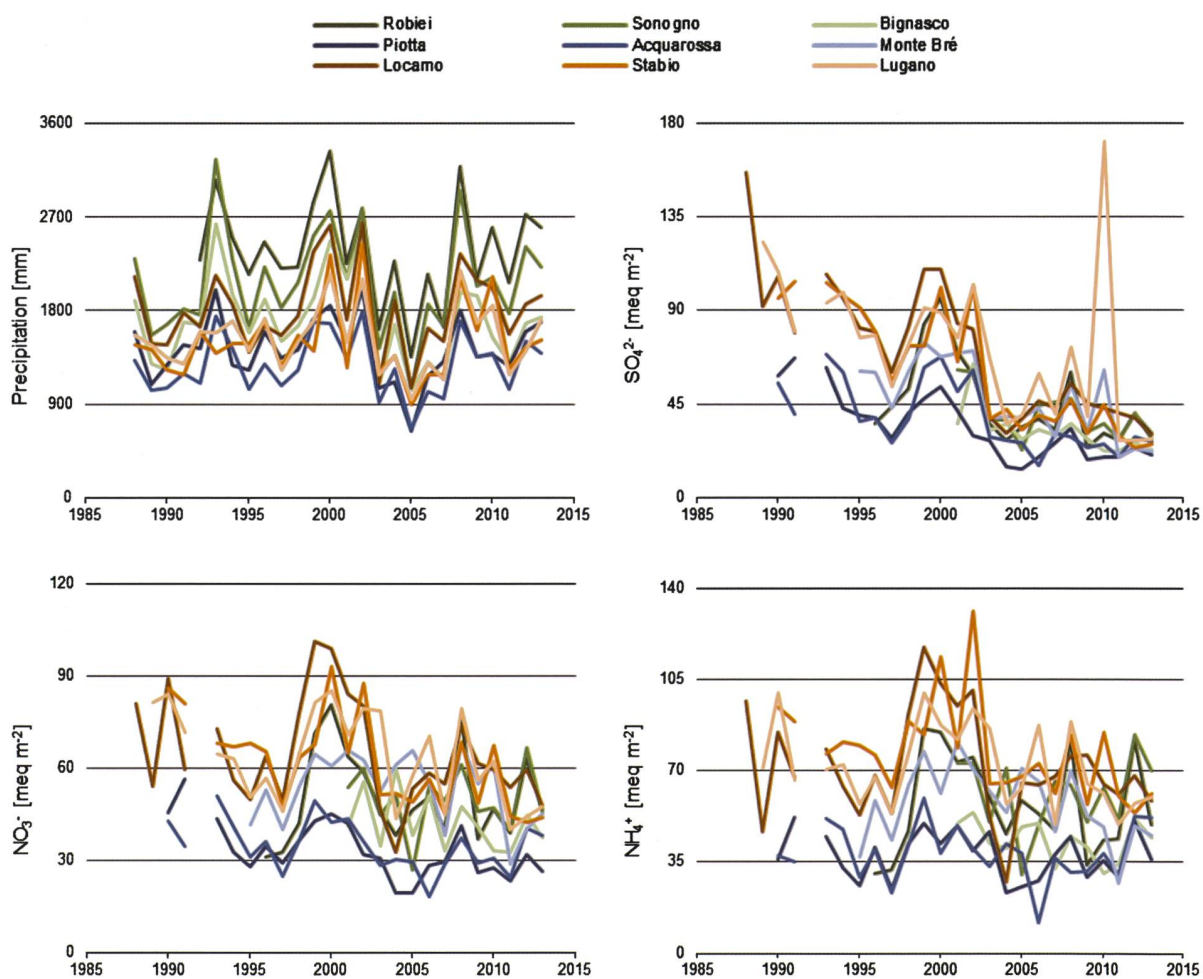 Robiei Sonogno Bignasco
Piotta Acquarossa Monte Bré
Locarno Stabio Lugano
Precipitation [mm]
3600
2700
1800
900
0
1985 1990 1995 2000 2005 2010 2015
SO₄²⁻ [meq m⁻²]
180
135
90
45
0
1985 1990 1995 2000 2005 2010 2015
NO₃⁻ [meq m⁻²]
120
90
60
30
0
1985 1990 1995 2000 2005 2010 2015
NH₄⁺ [meq m⁻²]
140
105
70
35
0
1985 1990 1995 2000 2005 2010 2015